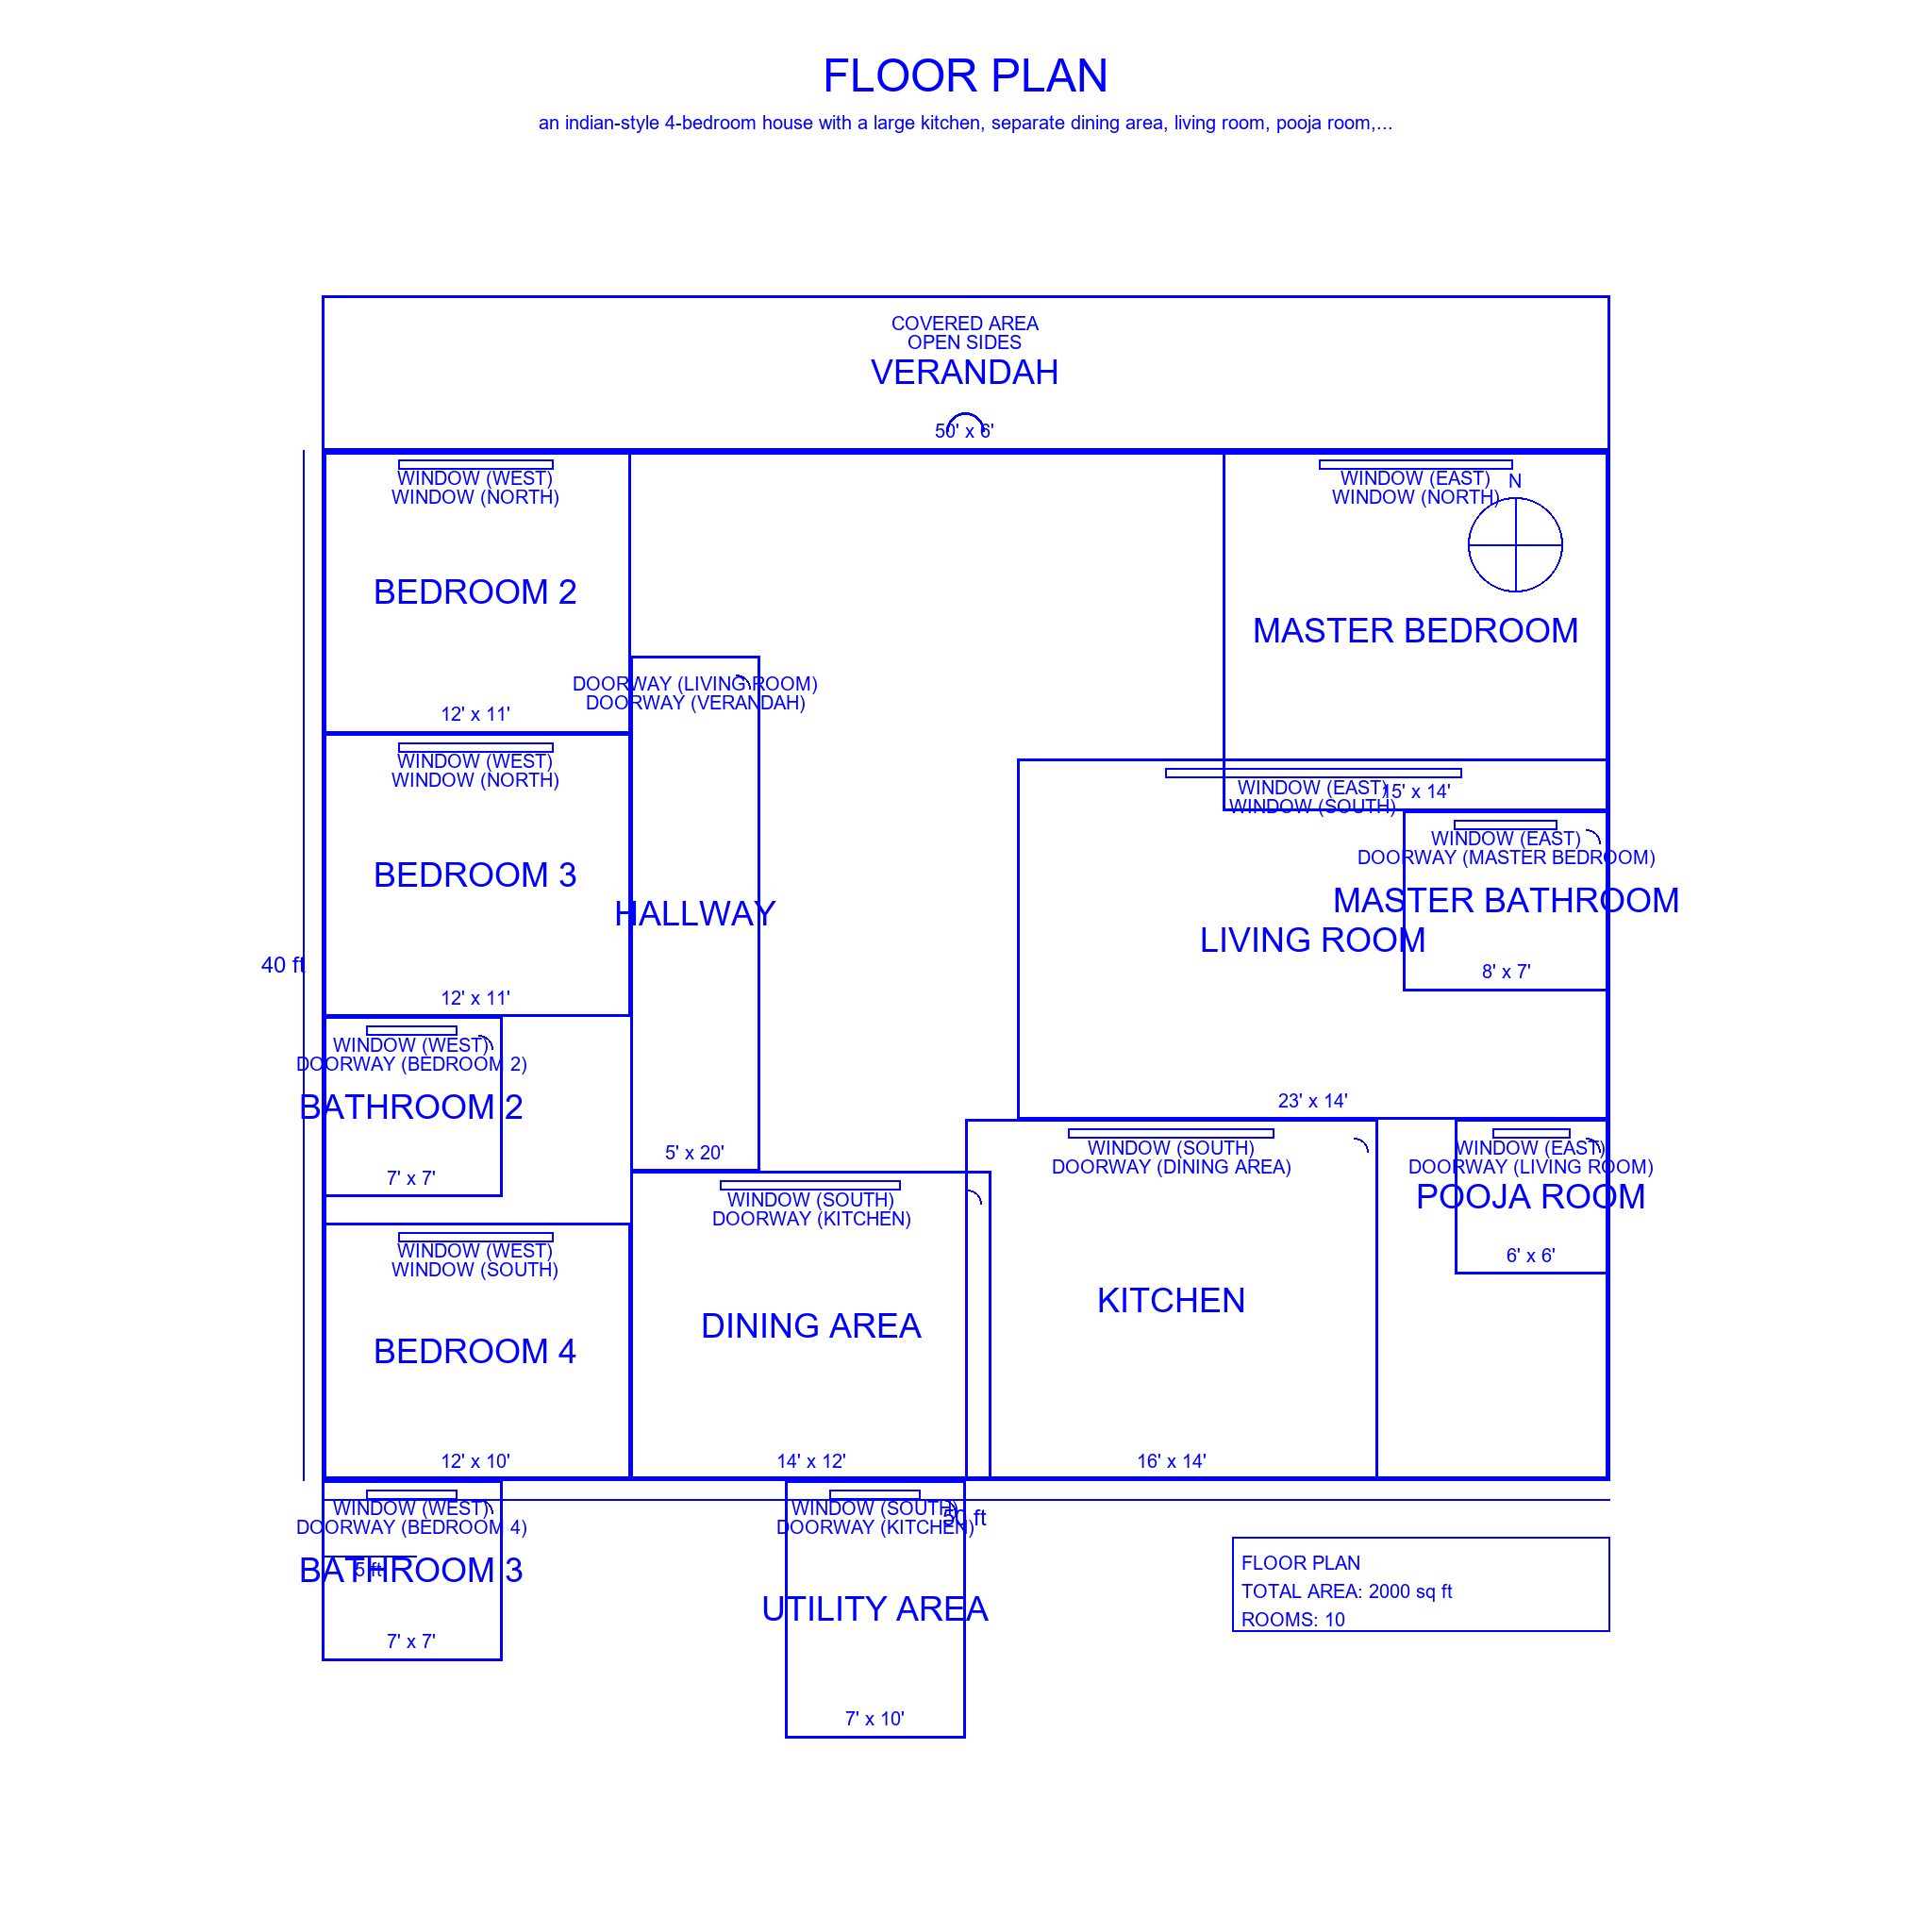 FLOOR PLAN
an indian-style 4-bedroom house with a large kitchen, separate dining area, living room, pooja room,...
COVERED AREA
OPEN SIDES
VERANDAH
50' x 6'
WINDOW (WEST)
WINDOW (NORTH)
BEDROOM 2
12' x 11'
WINDOW (EAST)
WINDOW (NORTH)
N
MASTER BEDROOM
15' x 14'
DOORWAY (LIVING ROOM)
DOORWAY (VERANDAH)
HALLWAY
5' x 20'
WINDOW (WEST)
WINDOW (NORTH)
BEDROOM 3
12' x 11'
WINDOW (EAST)
WINDOW (SOUTH)
LIVING ROOM
23' x 14'
WINDOW (EAST)
DOORWAY (MASTER BEDROOM)
MASTER BATHROOM
8' x 7'
40 ft
WINDOW (WEST)
DOORWAY (BEDROOM 2)
BATHROOM 2
7' x 7'
WINDOW (SOUTH)
DOORWAY (DINING AREA)
KITCHEN
16' x 14'
WINDOW (EAST)
DOORWAY (LIVING ROOM)
POOJA ROOM
6' x 6'
WINDOW (SOUTH)
DOORWAY (KITCHEN)
DINING AREA
14' x 12'
WINDOW (WEST)
WINDOW (SOUTH)
BEDROOM 4
12' x 10'
WINDOW (WEST)
DOORWAY (BEDROOM 4)
BATHROOM 3
5 ft
7' x 7'
WINDOW (SOUTH)
DOORWAY (KITCHEN)
50 ft
UTILITY AREA
7' x 10'
FLOOR PLAN
TOTAL AREA: 2000 sq ft
ROOMS: 10